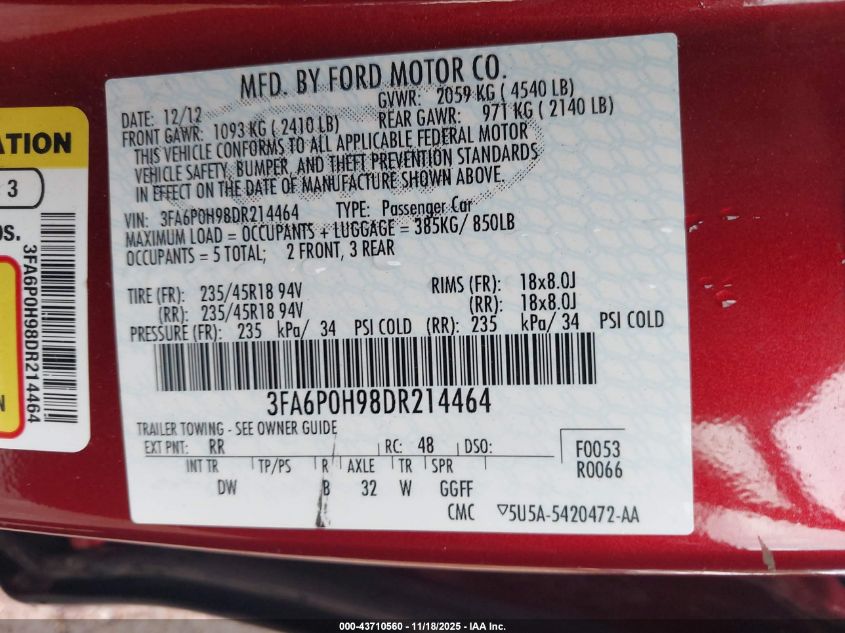 MFD. BY FORD MOTOR CO.
DATE: 12/12
GVWR: 2059 KG ( 4540 LB)
FRONT GAWR: 1093 KG ( 2410 LB)
REAR GAWR: 971 KG ( 2140 LB)
THIS VEHICLE CONFORMS TO ALL APPLICABLE FEDERAL MOTOR
VEHICLE SAFETY, BUMPER, AND THEFT PREVENTION STANDARDS
IN EFFECT ON THE DATE OF MANUFACTURE SHOWN ABOVE.
VIN: 3FA6P0H98DR214464 TYPE: Passenger Car
MAXIMUM LOAD = OCCUPANTS + LUGGAGE = 385KG/ 850LB
OCCUPANTS = 5 TOTAL; 2 FRONT, 3 REAR
TIRE (FR): 235/45R18 94V RIMS (FR): 18x8.0J
(RR): 235/45R18 94V (RR): 18x8.0J
PRESSURE (FR): 235 kPa/ 34 PSI COLD (RR): 235 kPa/ 34 PSI COLD
3FA6P0H98DR214464
TRAILER TOWING - SEE OWNER GUIDE
EXT PNT: RR RC: 48 DSO:
F0053
R0066
INT TR TP/PS R AXLE TR SPR
DW B 32 W GGFF
CMC ▽5U5A-5420472-AA
ATION
3
3FA6P0H98DR214464
000-43710560 - 11/18/2025 - IAA Inc.